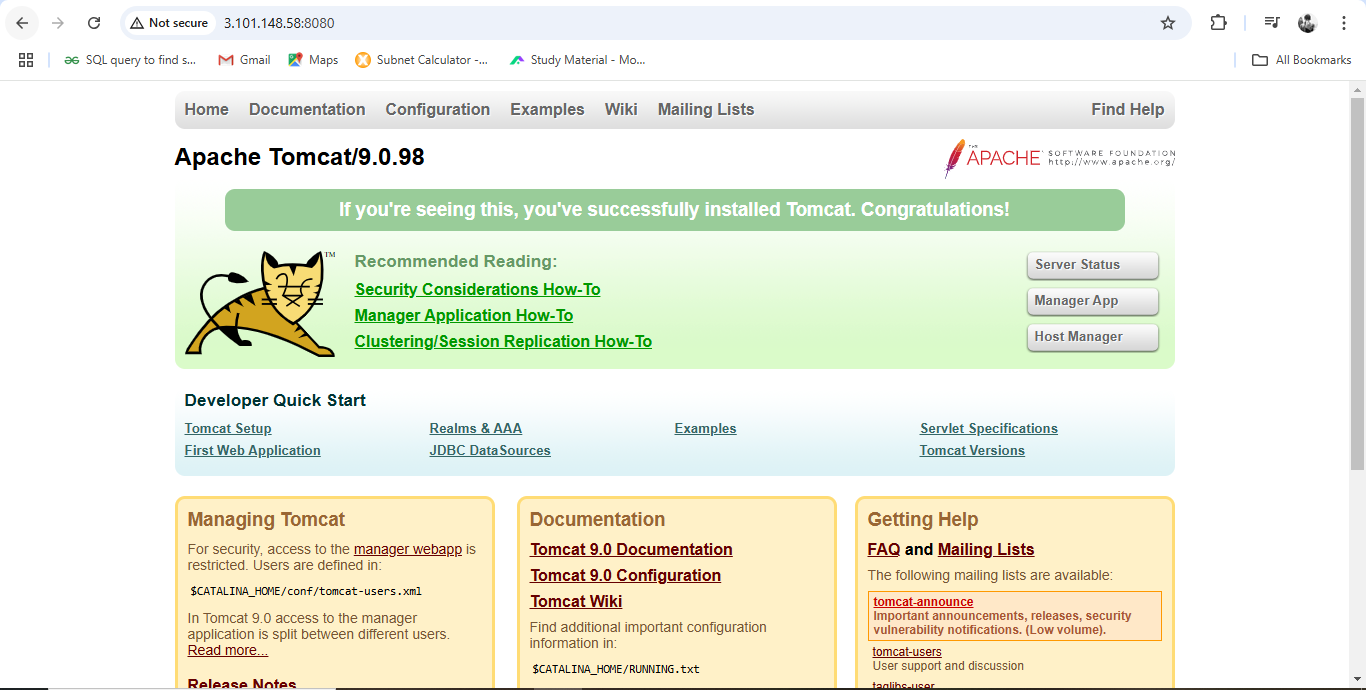 Not secure 3.101.148.58:8080
SQL query to find s... Gmail Maps Subnet Calculator -... Study Material - Mo... All Bookmarks
Home Documentation Configuration Examples Wiki Mailing Lists Find Help
Apache Tomcat/9.0.98
THE APACHE SOFTWARE FOUNDATION
http://www.apache.org/
If you're seeing this, you've successfully installed Tomcat. Congratulations!
TM
Recommended Reading:
Security Considerations How-To
Manager Application How-To
Clustering/Session Replication How-To
Server Status
Manager App
Host Manager
Developer Quick Start
Tomcat Setup
First Web Application
Realms & AAA
JDBC DataSources
Examples
Servlet Specifications
Tomcat Versions
Managing Tomcat
For security, access to the manager webapp is
restricted. Users are defined in:
$CATALINA_HOME/conf/tomcat-users.xml
In Tomcat 9.0 access to the manager
application is split between different users.
Read more...
Release Notes
Documentation
Tomcat 9.0 Documentation
Tomcat 9.0 Configuration
Tomcat Wiki
Find additional important configuration
information in:
$CATALINA_HOME/RUNNING.txt
Getting Help
FAQ and Mailing Lists
The following mailing lists are available:
tomcat-announce
Important announcements, releases, security
vulnerability notifications. (Low volume).
tomcat-users
User support and discussion
taglibs-user